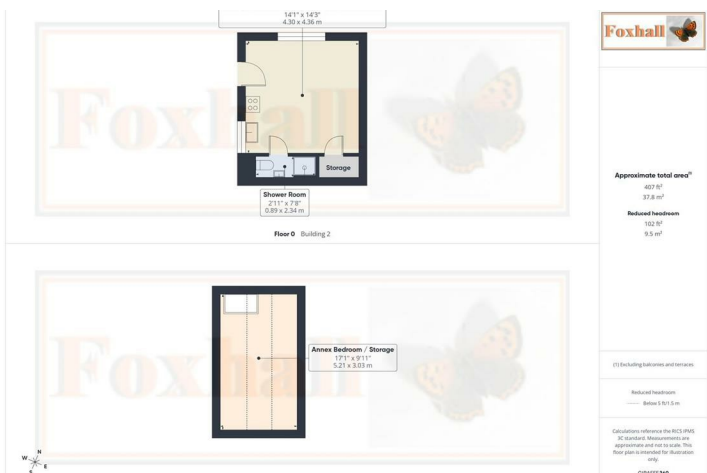 14'1" x 14'3"
4.30 x 4.36 m
Foxhall
Storage
Shower Room
2'11" x 7'8"
0.89 x 2.34 m
Floor 0 Building 2
Foxhall
Annex Bedroom / Storage
17'1" x 9'11"
5.21 x 3.03 m
N
W
E
S
Foxhall
Approximate total area(1)
407 ft²
37.8 m²
Reduced headroom
102 ft²
9.5 m²
(1) Excluding balconies and terraces
Reduced headroom
Below 5 ft/1.5 m
Calculations reference the RICS IPMS
3C standard. Measurements are
approximate and not to scale. This
floor plan is intended for illustration
only.
GIRAFFE360